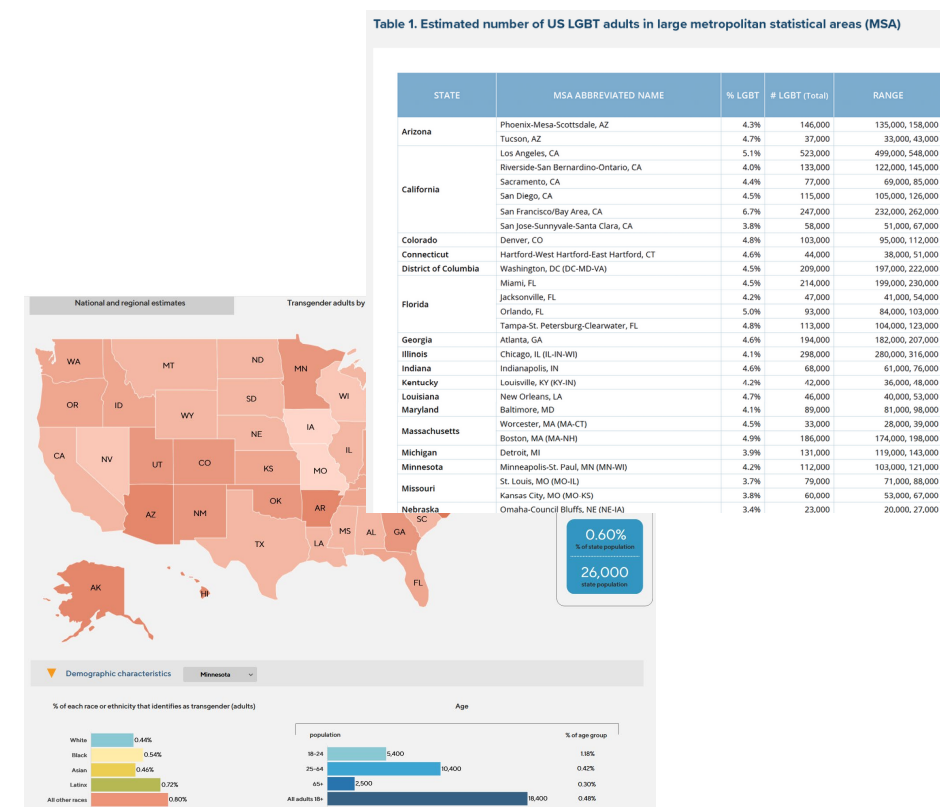 Table 1. Estimated number of US LGBT adults in large metropolitan statistical areas (MSA)
STATE MSA ABBREVIATED NAME % LGBT # LGBT (Total) RANGE
Arizona
Phoenix-Mesa-Scottsdale, AZ 4.3% 146,000 135,000, 158,000
Tucson, AZ 4.7% 37,000 33,000, 43,000
California
Los Angeles, CA 5.1% 523,000 499,000, 548,000
Riverside-San Bernardino-Ontario, CA 4.0% 133,000 122,000, 145,000
Sacramento, CA 4.4% 77,000 69,000, 85,000
San Diego, CA 4.5% 115,000 105,000, 126,000
San Francisco/Bay Area, CA 6.7% 247,000 232,000, 262,000
San Jose-Sunnyvale-Santa Clara, CA 3.8% 58,000 51,000, 67,000
Colorado Denver, CO 4.8% 103,000 95,000, 112,000
Connecticut Hartford-West Hartford-East Hartford, CT 4.6% 44,000 38,000, 51,000
District of Columbia Washington, DC (DC-MD-VA) 4.5% 209,000 197,000, 222,000
Florida
Miami, FL 4.5% 214,000 199,000, 230,000
Jacksonville, FL 4.2% 47,000 41,000, 54,000
Orlando, FL 5.0% 93,000 84,000, 103,000
Tampa-St. Petersburg-Clearwater, FL 4.8% 113,000 104,000, 123,000
Georgia Atlanta, GA 4.6% 194,000 182,000, 207,000
Illinois Chicago, IL (IL-IN-WI) 4.1% 298,000 280,000, 316,000
Indiana Indianapolis, IN 4.6% 68,000 61,000, 76,000
Kentucky Louisville, KY (KY-IN) 4.2% 42,000 36,000, 48,000
Louisiana New Orleans, LA 4.7% 46,000 40,000, 53,000
Maryland Baltimore, MD 4.1% 89,000 81,000, 98,000
Massachusetts
Worcester, MA (MA-CT) 4.5% 33,000 28,000, 39,000
Boston, MA (MA-NH) 4.9% 186,000 174,000, 198,000
Michigan Detroit, MI 3.9% 131,000 119,000, 143,000
Minnesota Minneapolis-St. Paul, MN (MN-WI) 4.2% 112,000 103,000, 121,000
Missouri
St. Louis, MO (MO-IL) 3.7% 79,000 71,000, 88,000
Kansas City, MO (MO-KS) 3.8% 60,000 53,000, 67,000
Nebraska Omaha-Council Bluffs, NE (NE-IA) 3.4% 23,000 20,000, 27,000
National and regional estimates Transgender adults by
WA MT ND MN
OR ID SD WI
WY
NE IA
CA NV UT CO IL
KS MO
AZ NM OK AR
TX LA MS AL GA SC
AK HI FL
0.60%
% of state population
26,000
state population
Demographic characteristics Minnesota
% of each race or ethnicity that identifies as transgender (adults)
White 0.44%
Black 0.54%
Asian 0.46%
Latinx 0.72%
All other races 0.80%
Age
population % of age group
18-24 5,400 1.18%
25-64 10,400 0.42%
65+ 2,500 0.30%
All adults 18+ 18,400 0.48%